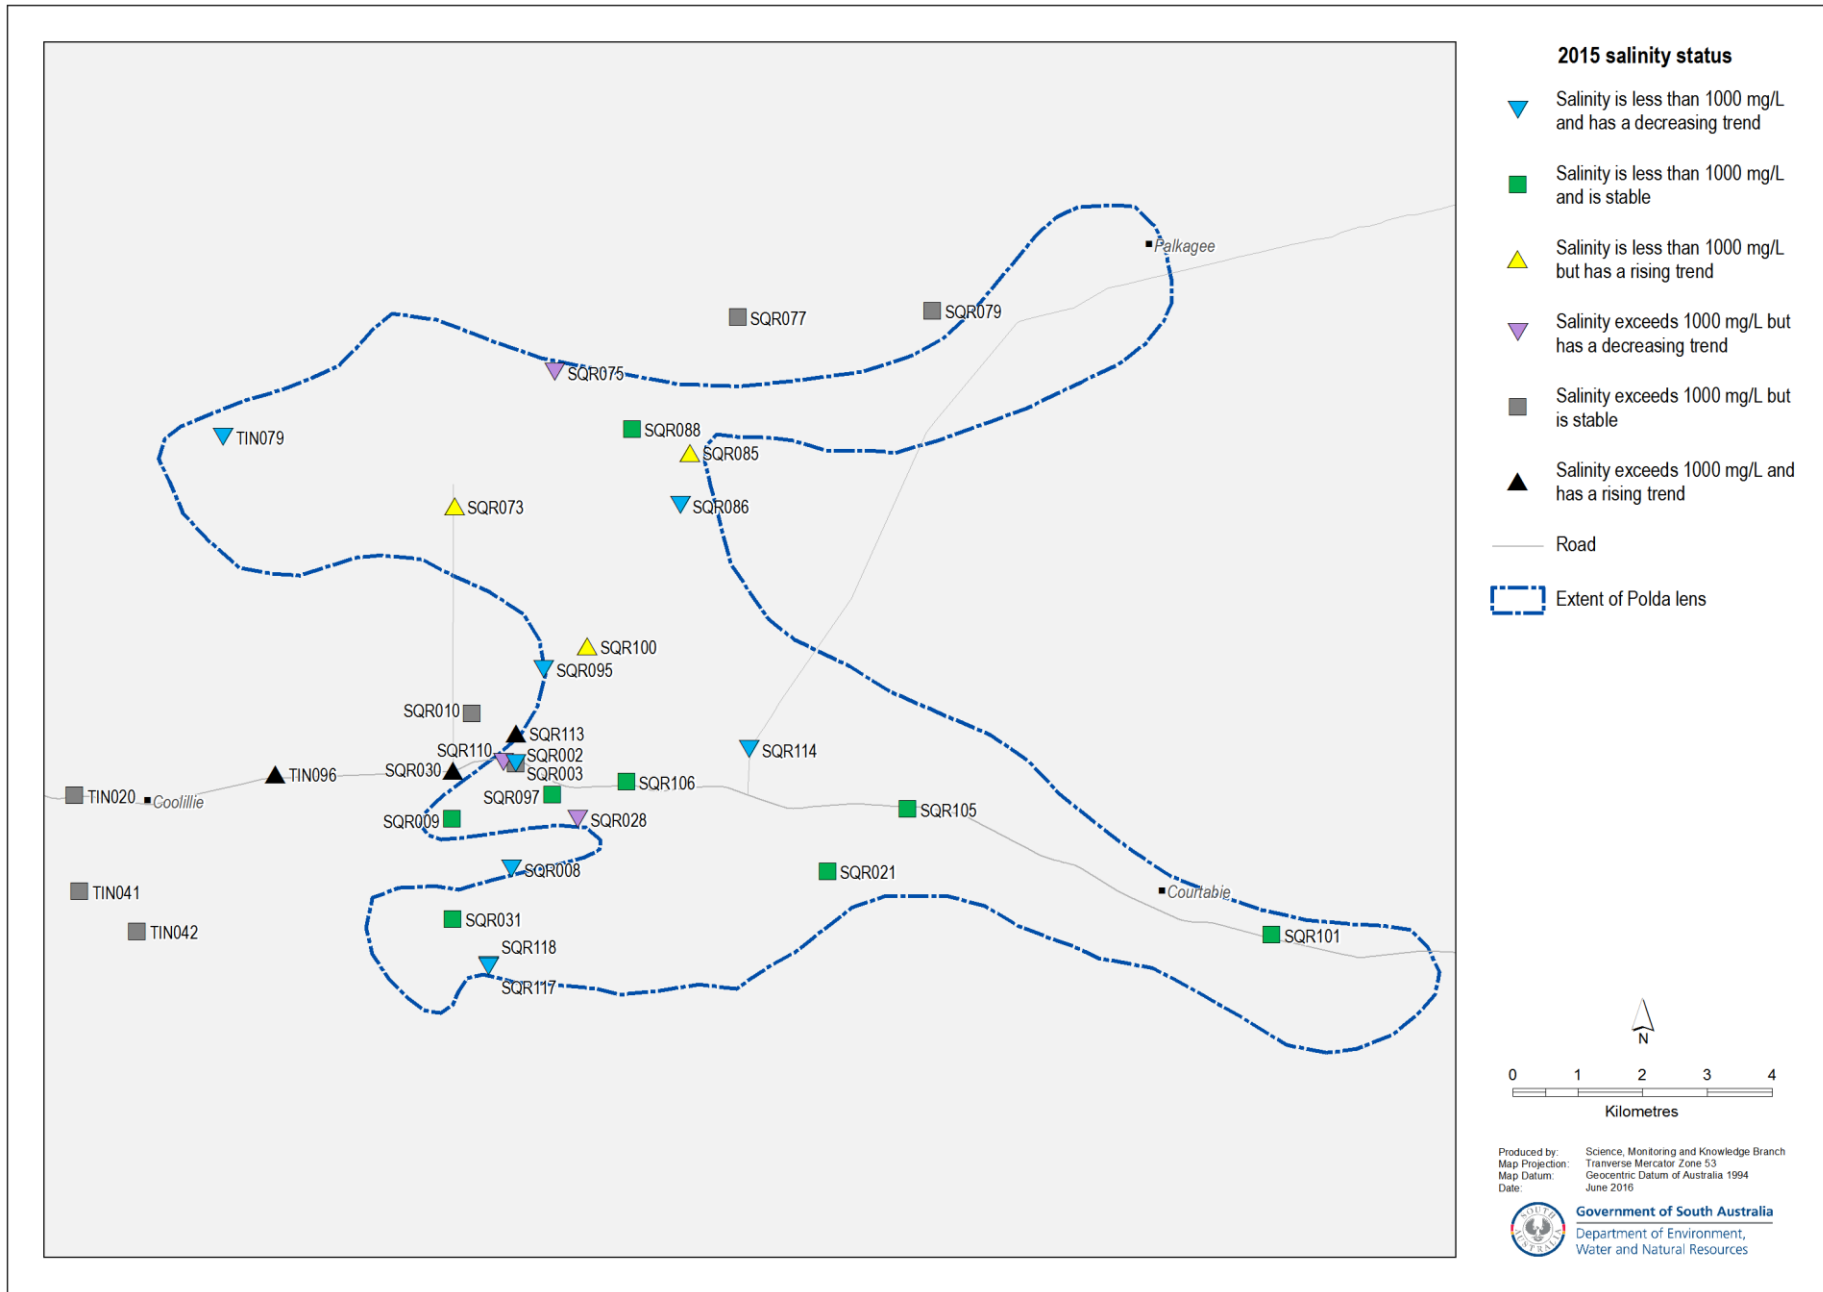 2015 salinity status
Salinity is less than 1000 mg/L
and has a decreasing trend
Salinity is less than 1000 mg/L
and is stable
Salinity is less than 1000 mg/L
but has a rising trend
Salinity exceeds 1000 mg/L but
has a decreasing trend
Salinity exceeds 1000 mg/L but
is stable
Salinity exceeds 1000 mg/L and
has a rising trend
Road
Extent of Polda lens
Palkagee
SQR077
SQR079
SQR075
TIN079
SQR088
SQR085
SQR073
SQR086
SQR100
SQR095
SQR010
SQR113
SQR110
SQR002
SQR114
SQR030
SQR003
TIN096
SQR106
TIN020
Coolillie
SQR097
SQR105
SQR009
SQR028
SQR008
SQR021
TIN041
Courtabie
SQR031
TIN042
SQR101
SQR118
SQR117
N
0 1 2 3 4
Kilometres
Produced by: Science, Monitoring and Knowledge Branch
Map Projection: Tranverse Mercator Zone 53
Map Datum: Geocentric Datum of Australia 1994
Date: June 2016
SOUTH AUSTRALIA
Government of South Australia
Department of Environment,
Water and Natural Resources